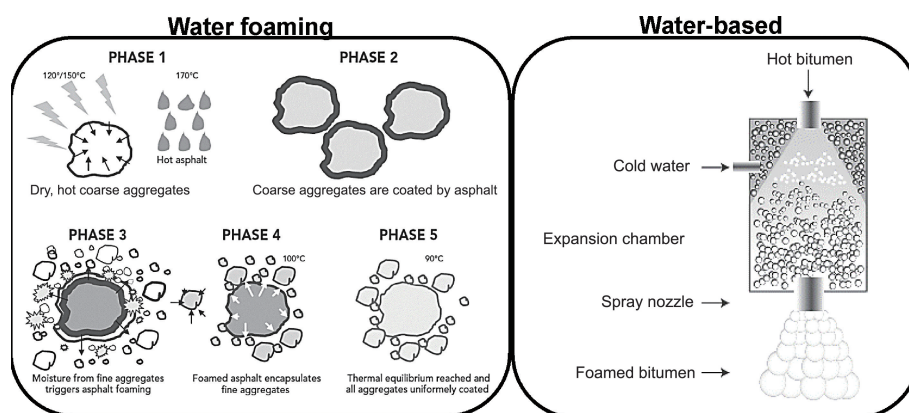 Water foaming
PHASE 1
120°/150°C
170°C
Hot asphalt
Dry, hot coarse aggregates
PHASE 2
Coarse aggregates are coated by asphalt
PHASE 3
Moisture from fine aggregates
triggers asphalt foaming
PHASE 4
100°C
Foamed asphalt encapsulates
fine aggregates
PHASE 5
90°C
Thermal equilibrium reached and
all aggregates uniformely coated
Water-based
Hot bitumen
Cold water
Expansion chamber
Spray nozzle
Foamed bitumen